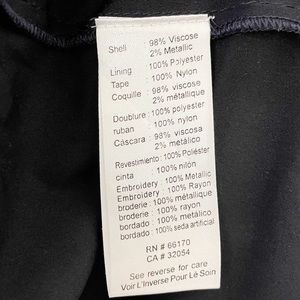 Shell : 98% Viscose
2% Metallic
Lining : 100% Polyester
Tape : 100% Nylon
Coquille : 98% viscose
2% métallique
Doublure : 100% polyester
ruban : 100% nylon
Cáscara : 98% viscosa
2% metálico
Revestimiento : 100% Poliéster
cinta : 100% nilón
Embroidery : 100% Metallic
Embroidery : 100% Rayon
broderie : 100% métallique
broderie : 100% rayon
bordado : 100% metálico
bordado : 100% seda artificial
RN # 66170
CA # 32054
See reverse for care
Voir L'Inverse Pour Lé Soin